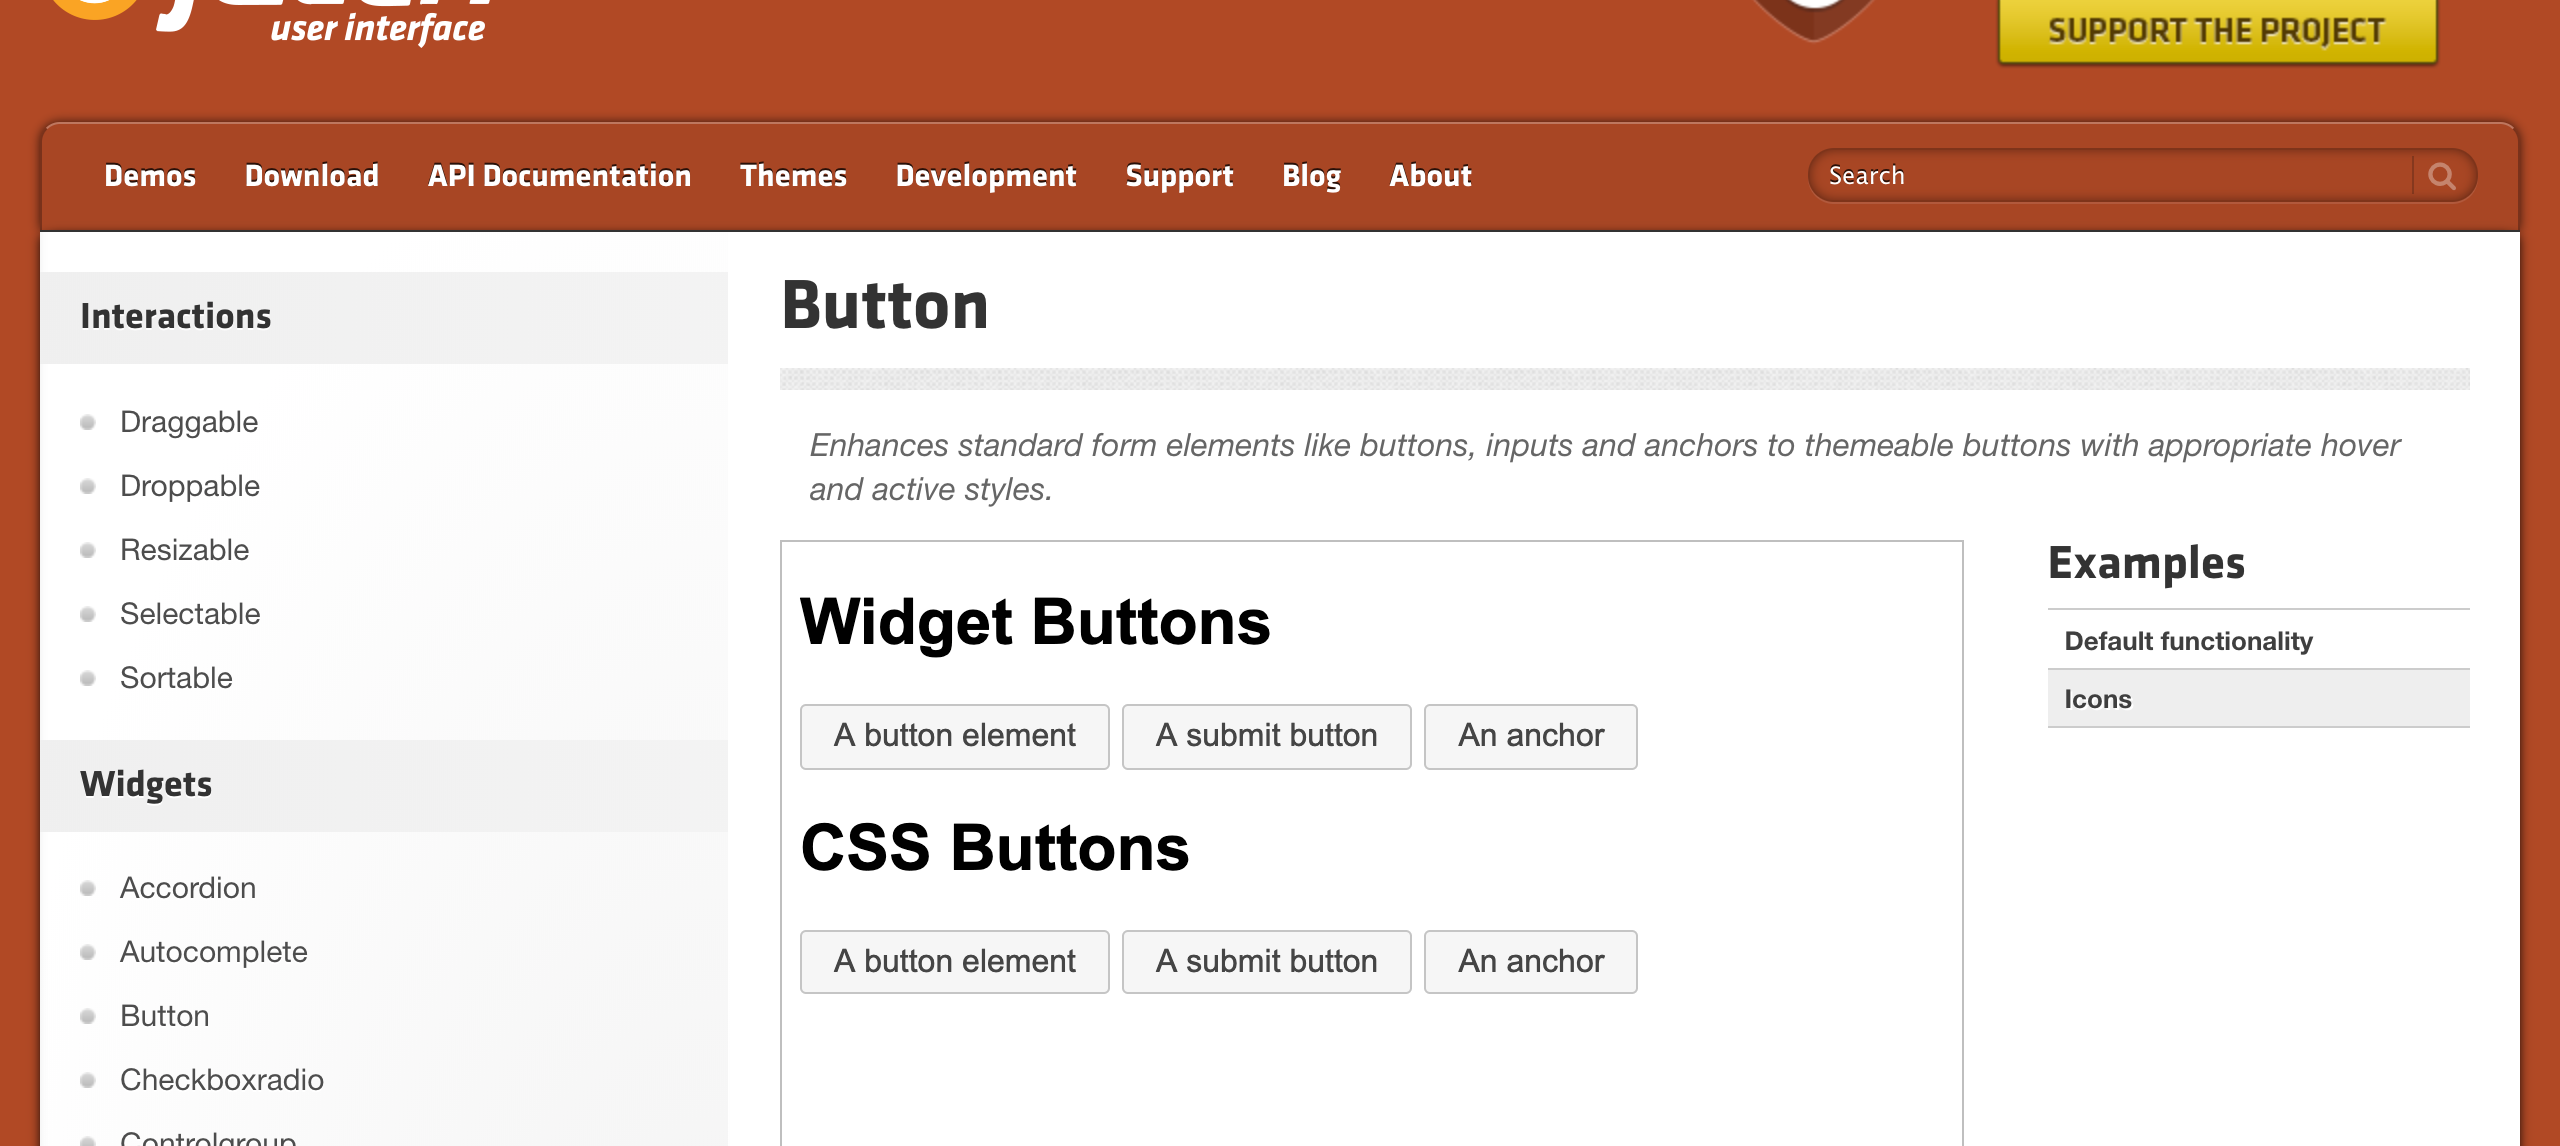 user interface
SUPPORT THE PROJECT
Demos Download API Documentation Themes Development Support Blog About
Search
Interactions
Draggable
Droppable
Resizable
Selectable
Sortable
Widgets
Accordion
Autocomplete
Button
Checkboxradio
Controlgroup
Button
Enhances standard form elements like buttons, inputs and anchors to themeable buttons with appropriate hover
and active styles.
Widget Buttons
A button element A submit button An anchor
CSS Buttons
A button element A submit button An anchor
Examples
Default functionality
Icons